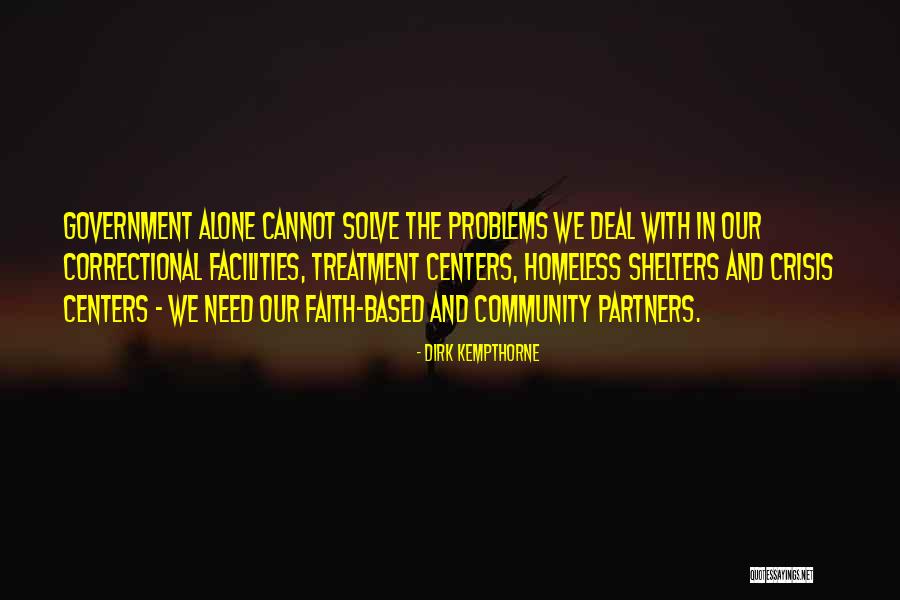 GOVERNMENT ALONE CANNOT SOLVE THE PROBLEMS WE DEAL WITH IN OUR
CORRECTIONAL FACILITIES, TREATMENT CENTERS, HOMELESS SHELTERS AND CRISIS
CENTERS - WE NEED OUR FAITH-BASED AND COMMUNITY PARTNERS.
- DIRK KEMPTHORNE
QUOTESSAYINGS.NET